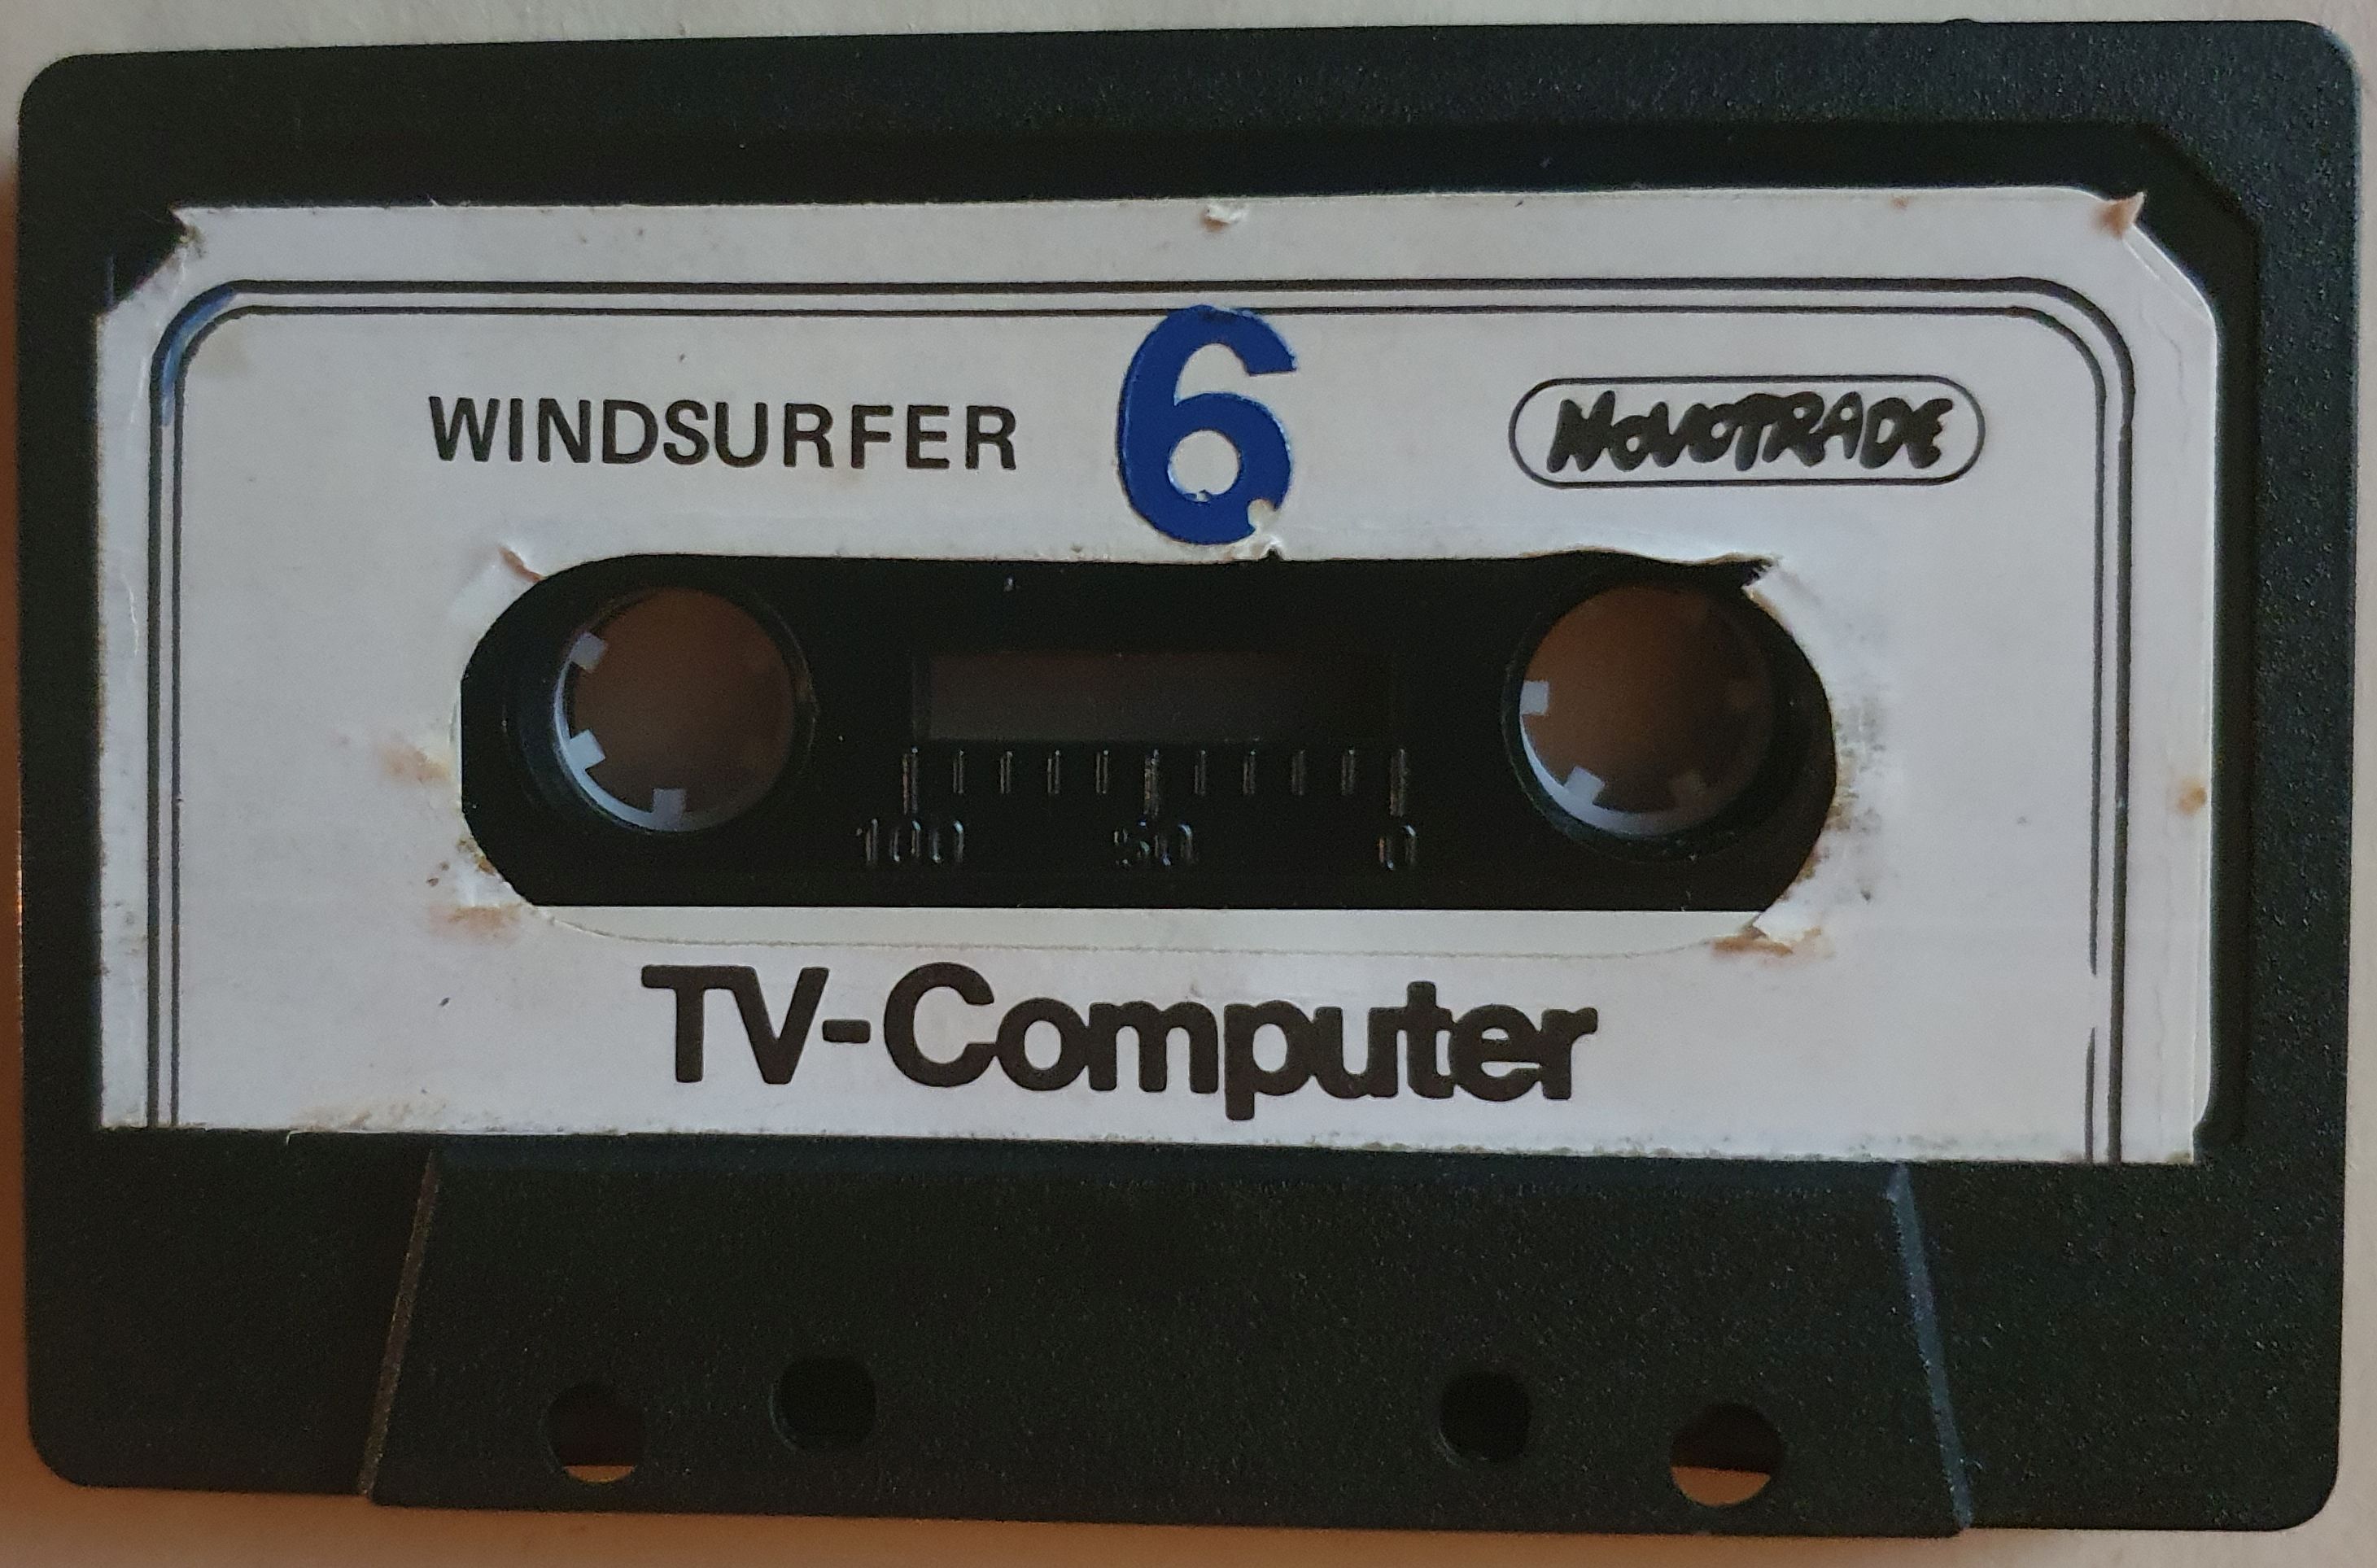 WINDSURFER 6 NOVOTRADE
100 50 0
TV-Computer